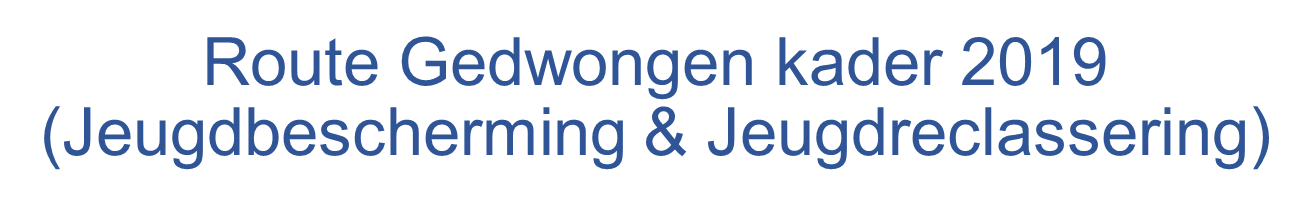 Route Gedwongen kader 2019
(Jeugdbescherming & Jeugdreclassering)